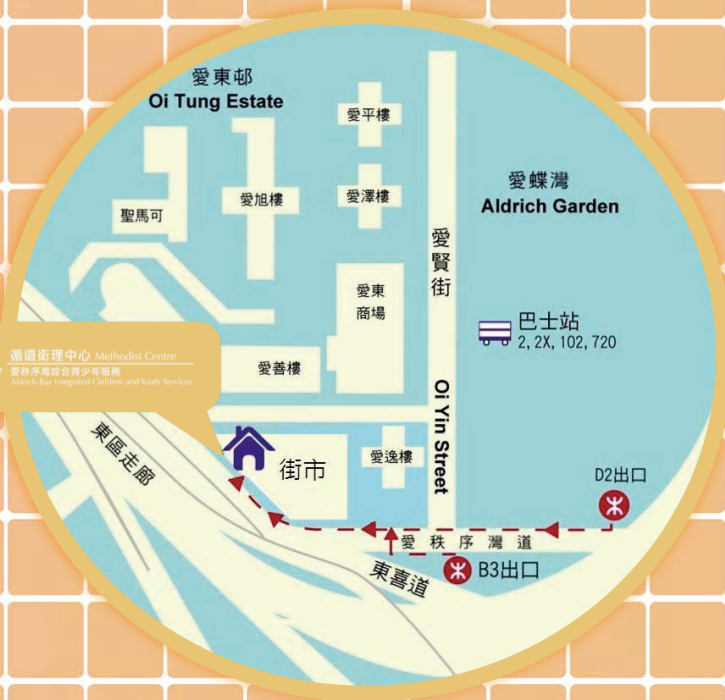 愛東邨
Oi Tung Estate
愛平樓
愛旭樓
愛澤樓
聖馬可
愛蝶灣
Aldrich Garden
愛賢街
Oi Yin Street
愛東
商場
巴士站
2, 2X, 102, 720
循道衞理中心 Methodist Centre
愛秩序灣綜合青少年服務
Aldrich Bay Integrated Children and Youth Services
愛善樓
東區走廊
街市
愛逸樓
D2出口
愛秩序灣道
東喜道
B3出口